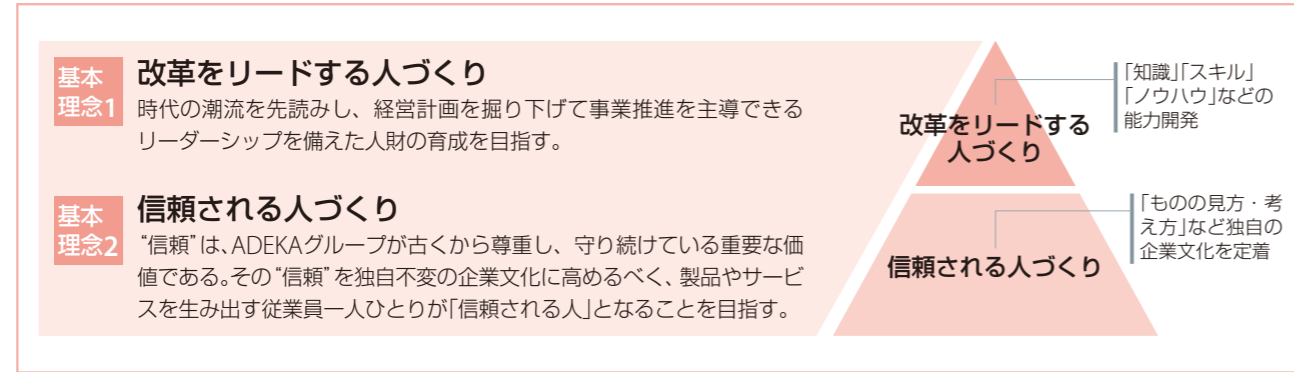 基本
理念1
改革をリードする人づくり
時代の潮流を先読みし、経営計画を掘り下げて事業推進を主導できる
リーダーシップを備えた人財の育成を目指す。
基本
理念2
信頼される人づくり
“信頼”は、ADEKAグループが古くから尊重し、守り続けている重要な価
値である。その“信頼”を独自不変の企業文化に高めるべく、製品やサービ
スを生み出す従業員一人ひとりが「信頼される人」となることを目指す。
改革をリードする
人づくり
「知識」「スキル」
「ノウハウ」などの
能力開発
信頼される人づくり
「ものの見方・考
え方」など独自の
企業文化を定着